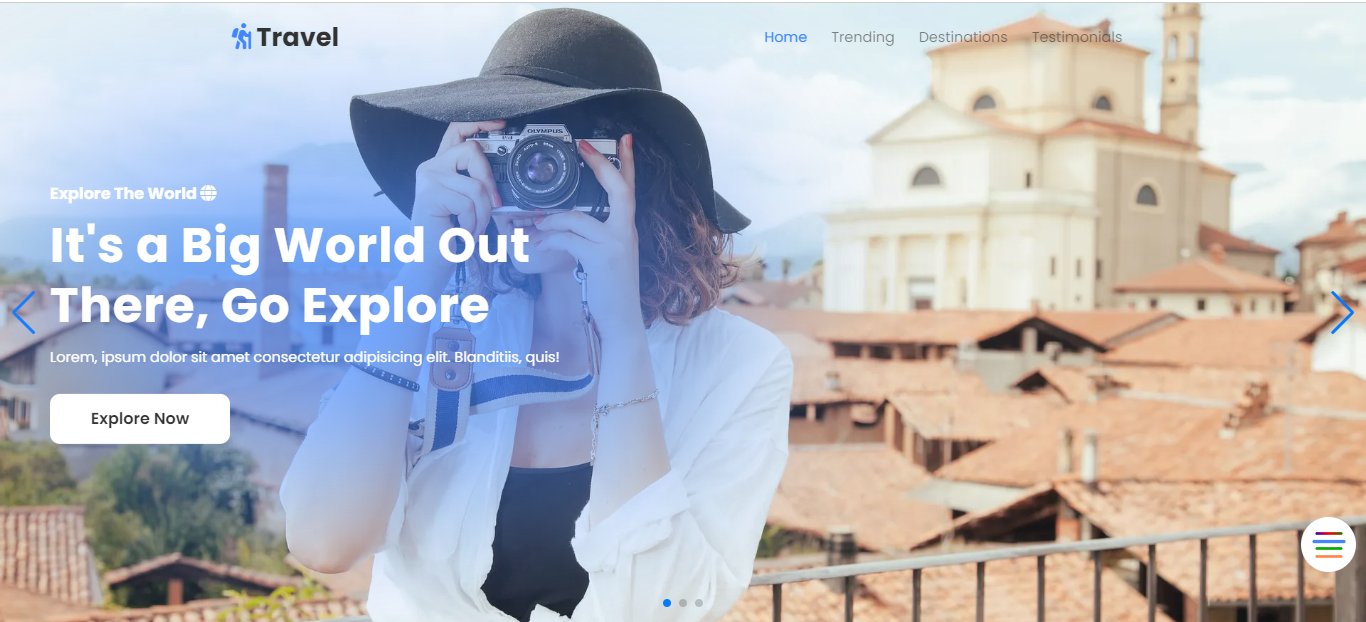 Travel
Home Trending Destinations Testimonials
OLYMPUS
Explore The World
It's a Big World Out
There, Go Explore
Lorem, ipsum dolor sit amet consectetur adipisicing elit. Blanditiis, quis!
Explore Now